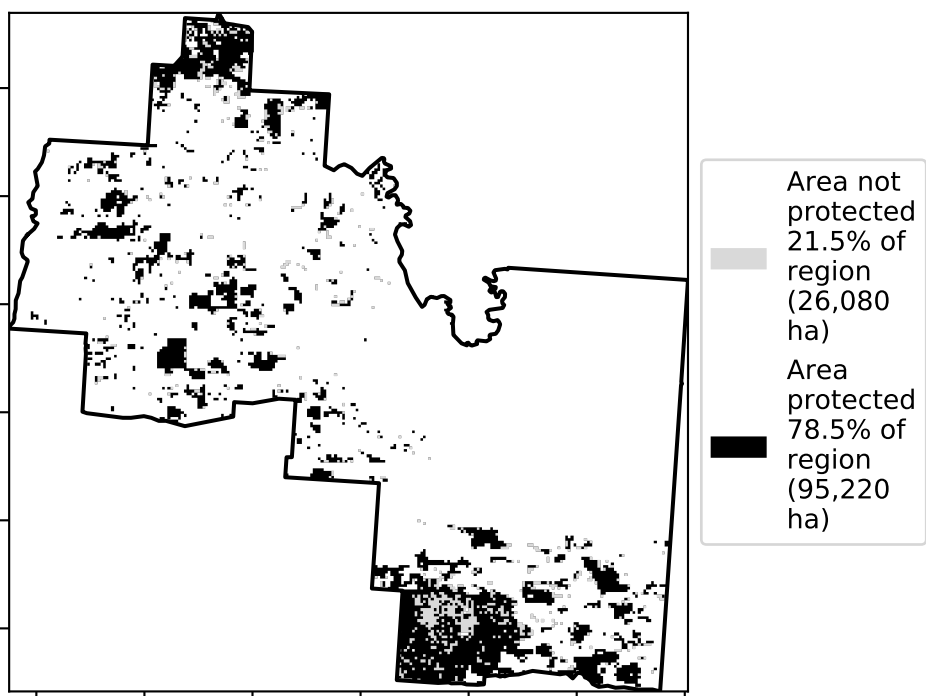 Area not
protected
21.5% of
region
(26,080
ha)
Area
protected
78.5% of
region
(95,220
ha)